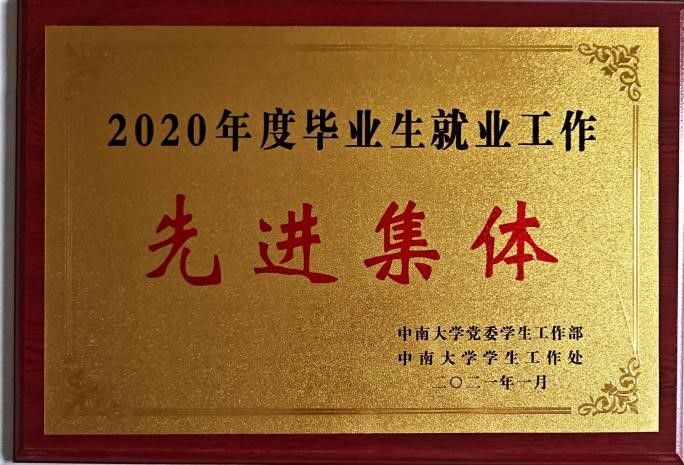 2020年度毕业生就业工作
先进集体
中南大学党委学生工作部
中南大学学生工作处
二〇二一年一月